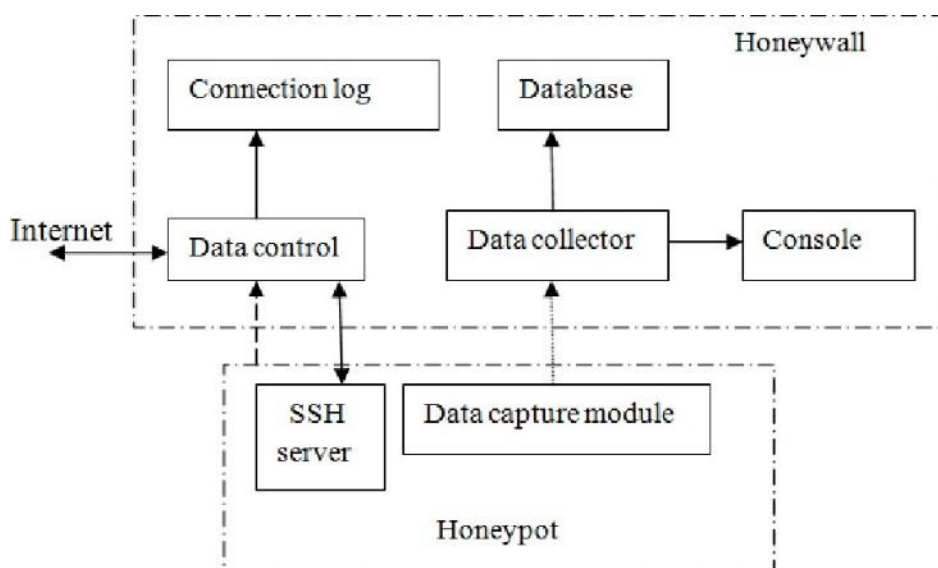 Honeywall
Connection log
Database
Internet
Data control
Data collector
Console
SSH
server
Data capture module
Honeypot